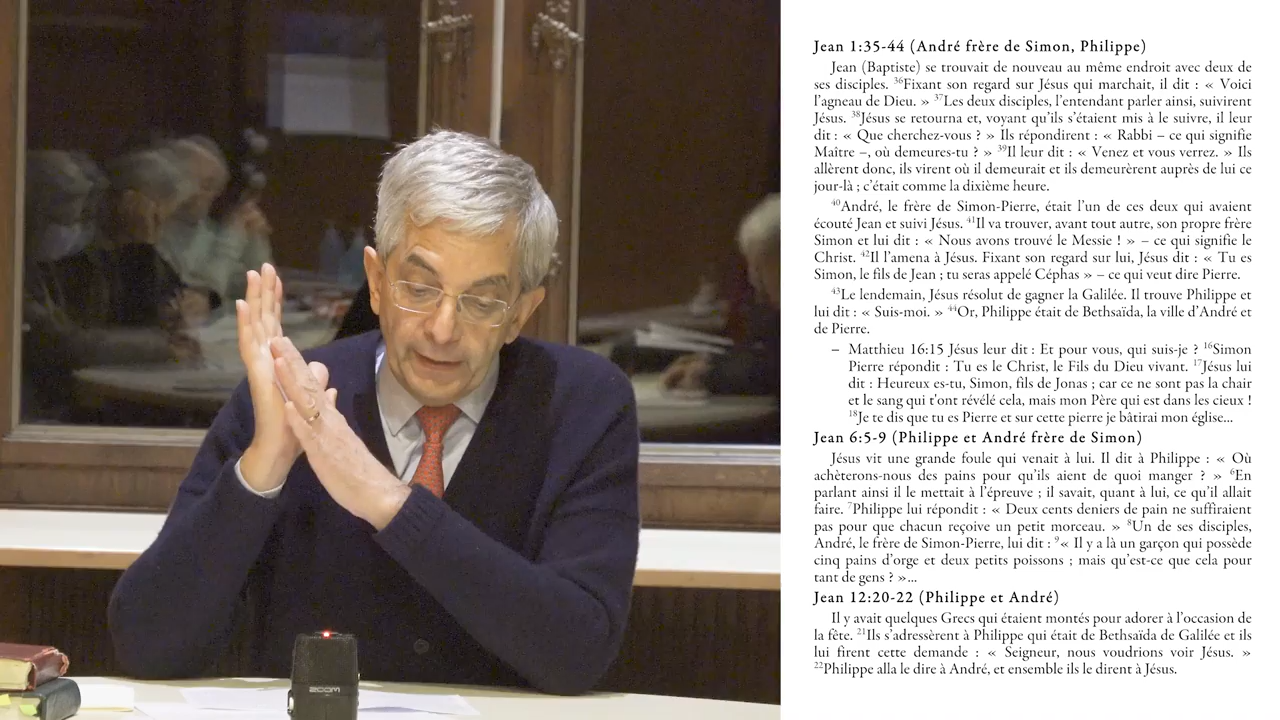 Jean 1:35-44 (André frère de Simon, Philippe)
Jean (Baptiste) se trouvait de nouveau au même endroit avec deux de
ses disciples. ³⁶Fixant son regard sur Jésus qui marchait, il dit : « Voici
l'agneau de Dieu. » ³⁷Les deux disciples, l'entendant parler ainsi, suivirent
Jésus. ³⁸Jésus se retourna et, voyant qu'ils s'étaient mis à le suivre, il leur
dit : « Que cherchez-vous ? » Ils répondirent : « Rabbi – ce qui signifie
Maître –, où demeures-tu ? » ³⁹Il leur dit : « Venez et vous verrez. » Ils
allèrent donc, ils virent où il demeurait et ils demeurèrent auprès de lui ce
jour-là ; c'était comme la dixième heure.
⁴⁰André, le frère de Simon-Pierre, était l'un de ces deux qui avaient
écouté Jean et suivi Jésus. ⁴¹Il va trouver, avant tout autre, son propre frère
Simon et lui dit : « Nous avons trouvé le Messie ! » – ce qui signifie le
Christ. ⁴²Il l'amena à Jésus. Fixant son regard sur lui, Jésus dit : « Tu es
Simon, le fils de Jean ; tu seras appelé Céphas » – ce qui veut dire Pierre.
⁴³Le lendemain, Jésus résolut de gagner la Galilée. Il trouve Philippe et
lui dit : « Suis-moi. » ⁴⁴Or, Philippe était de Bethsaïda, la ville d'André et
de Pierre.
– Matthieu 16:15 Jésus leur dit : Et pour vous, qui suis-je ? ¹⁶Simon
Pierre répondit : Tu es le Christ, le Fils du Dieu vivant. ¹⁷Jésus lui
dit : Heureux es-tu, Simon, fils de Jonas ; car ce ne sont pas la chair
et le sang qui t'ont révélé cela, mais mon Père qui est dans les cieux !
¹⁸Je te dis que tu es Pierre et sur cette pierre je bâtirai mon église...
Jean 6:5-9 (Philippe et André frère de Simon)
Jésus vit une grande foule qui venait à lui. Il dit à Philippe : « Où
achèterons-nous des pains pour qu'ils aient de quoi manger ? » ⁶En
parlant ainsi il le mettait à l'épreuve ; il savait, quant à lui, ce qu'il allait
faire. ⁷Philippe lui répondit : « Deux cents deniers de pain ne suffiraient
pas pour que chacun reçoive un petit morceau. » ⁸Un de ses disciples,
André, le frère de Simon-Pierre, lui dit : ⁹« Il y a là un garçon qui possède
cinq pains d'orge et deux petits poissons ; mais qu'est-ce que cela pour
tant de gens ? »...
Jean 12:20-22 (Philippe et André)
Il y avait quelques Grecs qui étaient montés pour adorer à l'occasion de
la fête. ²¹Ils s'adressèrent à Philippe qui était de Bethsaïda de Galilée et ils
lui firent cette demande : « Seigneur, nous voudrions voir Jésus. »
²²Philippe alla le dire à André, et ensemble ils le dirent à Jésus.
zoom